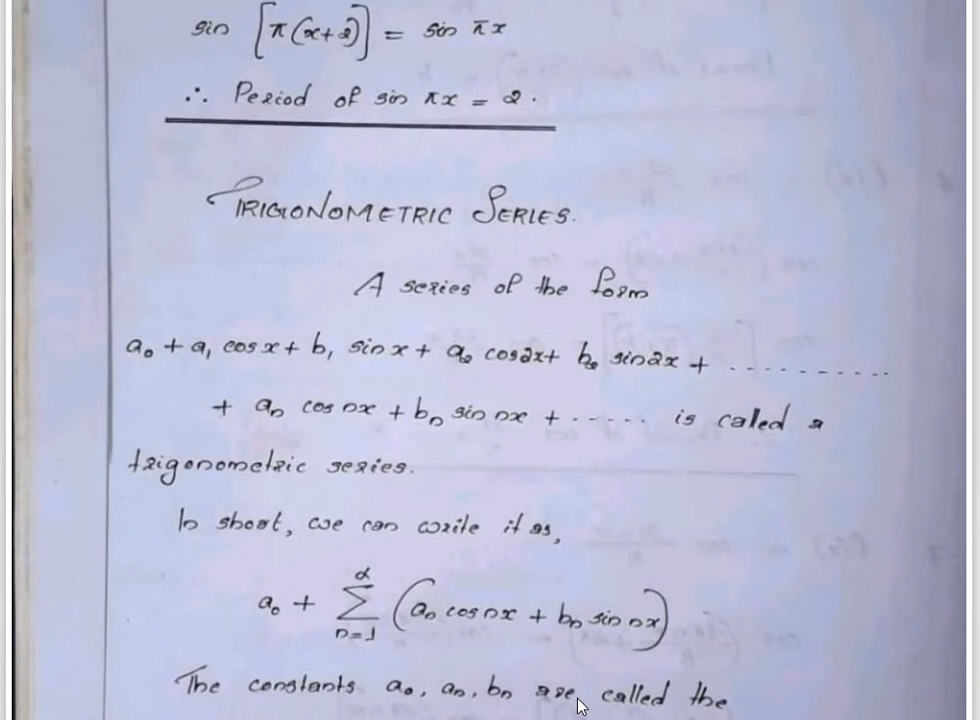 sin [π(x+2)] = sin πx
∴ Period of sin πx = 2.
TRIGONOMETRIC SERIES.
A series of the form
a₀ + a₁ cos x + b₁ sin x + a₂ cos2x + b₂ sin2x + ..........
+ aₙ cos nx + bₙ sin nx + ..... is called a
trigonometric series.
In short, we can write it as,
a₀ + ∑ₙ₌₁^∞ (aₙ cos nx + bₙ sin nx)
The constants a₀, aₙ, bₙ are called the